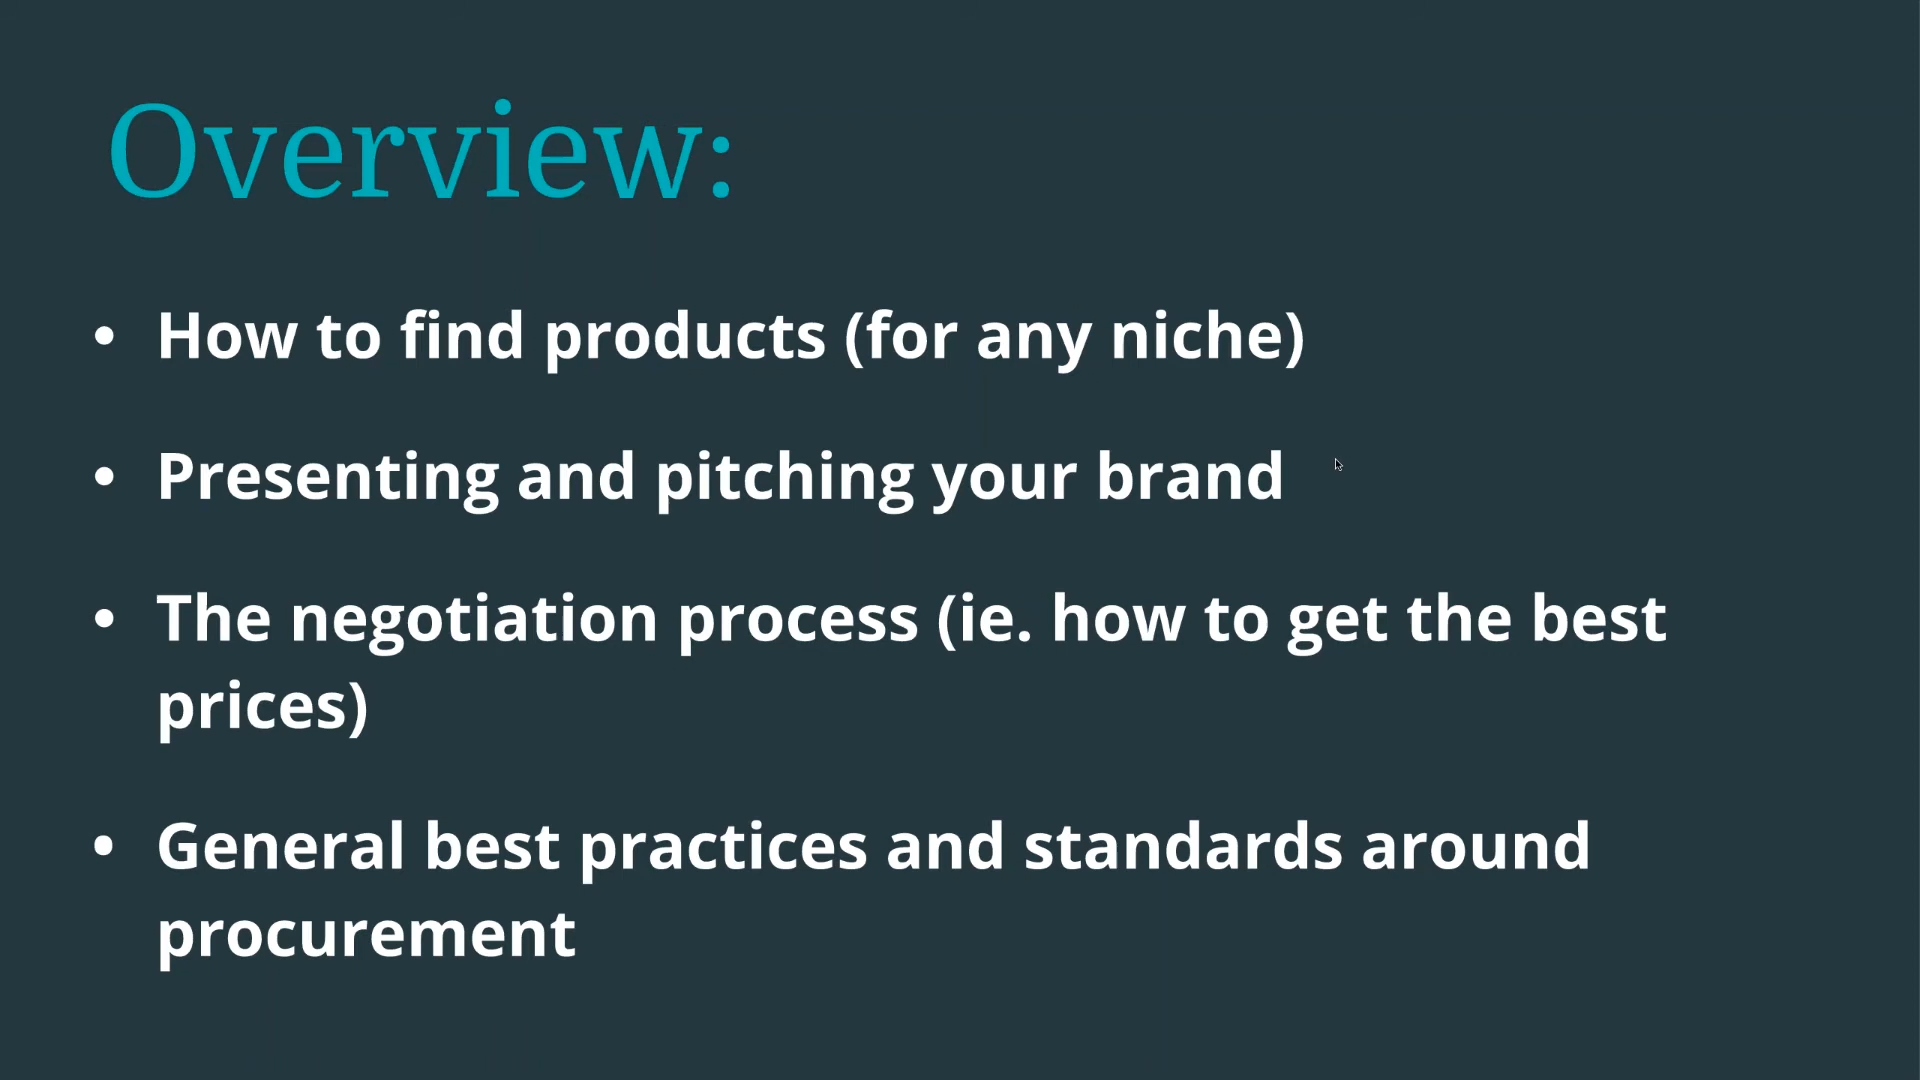 Overview:
• How to find products (for any niche)
• Presenting and pitching your brand
• The negotiation process (ie. how to get the best
prices)
• General best practices and standards around
procurement